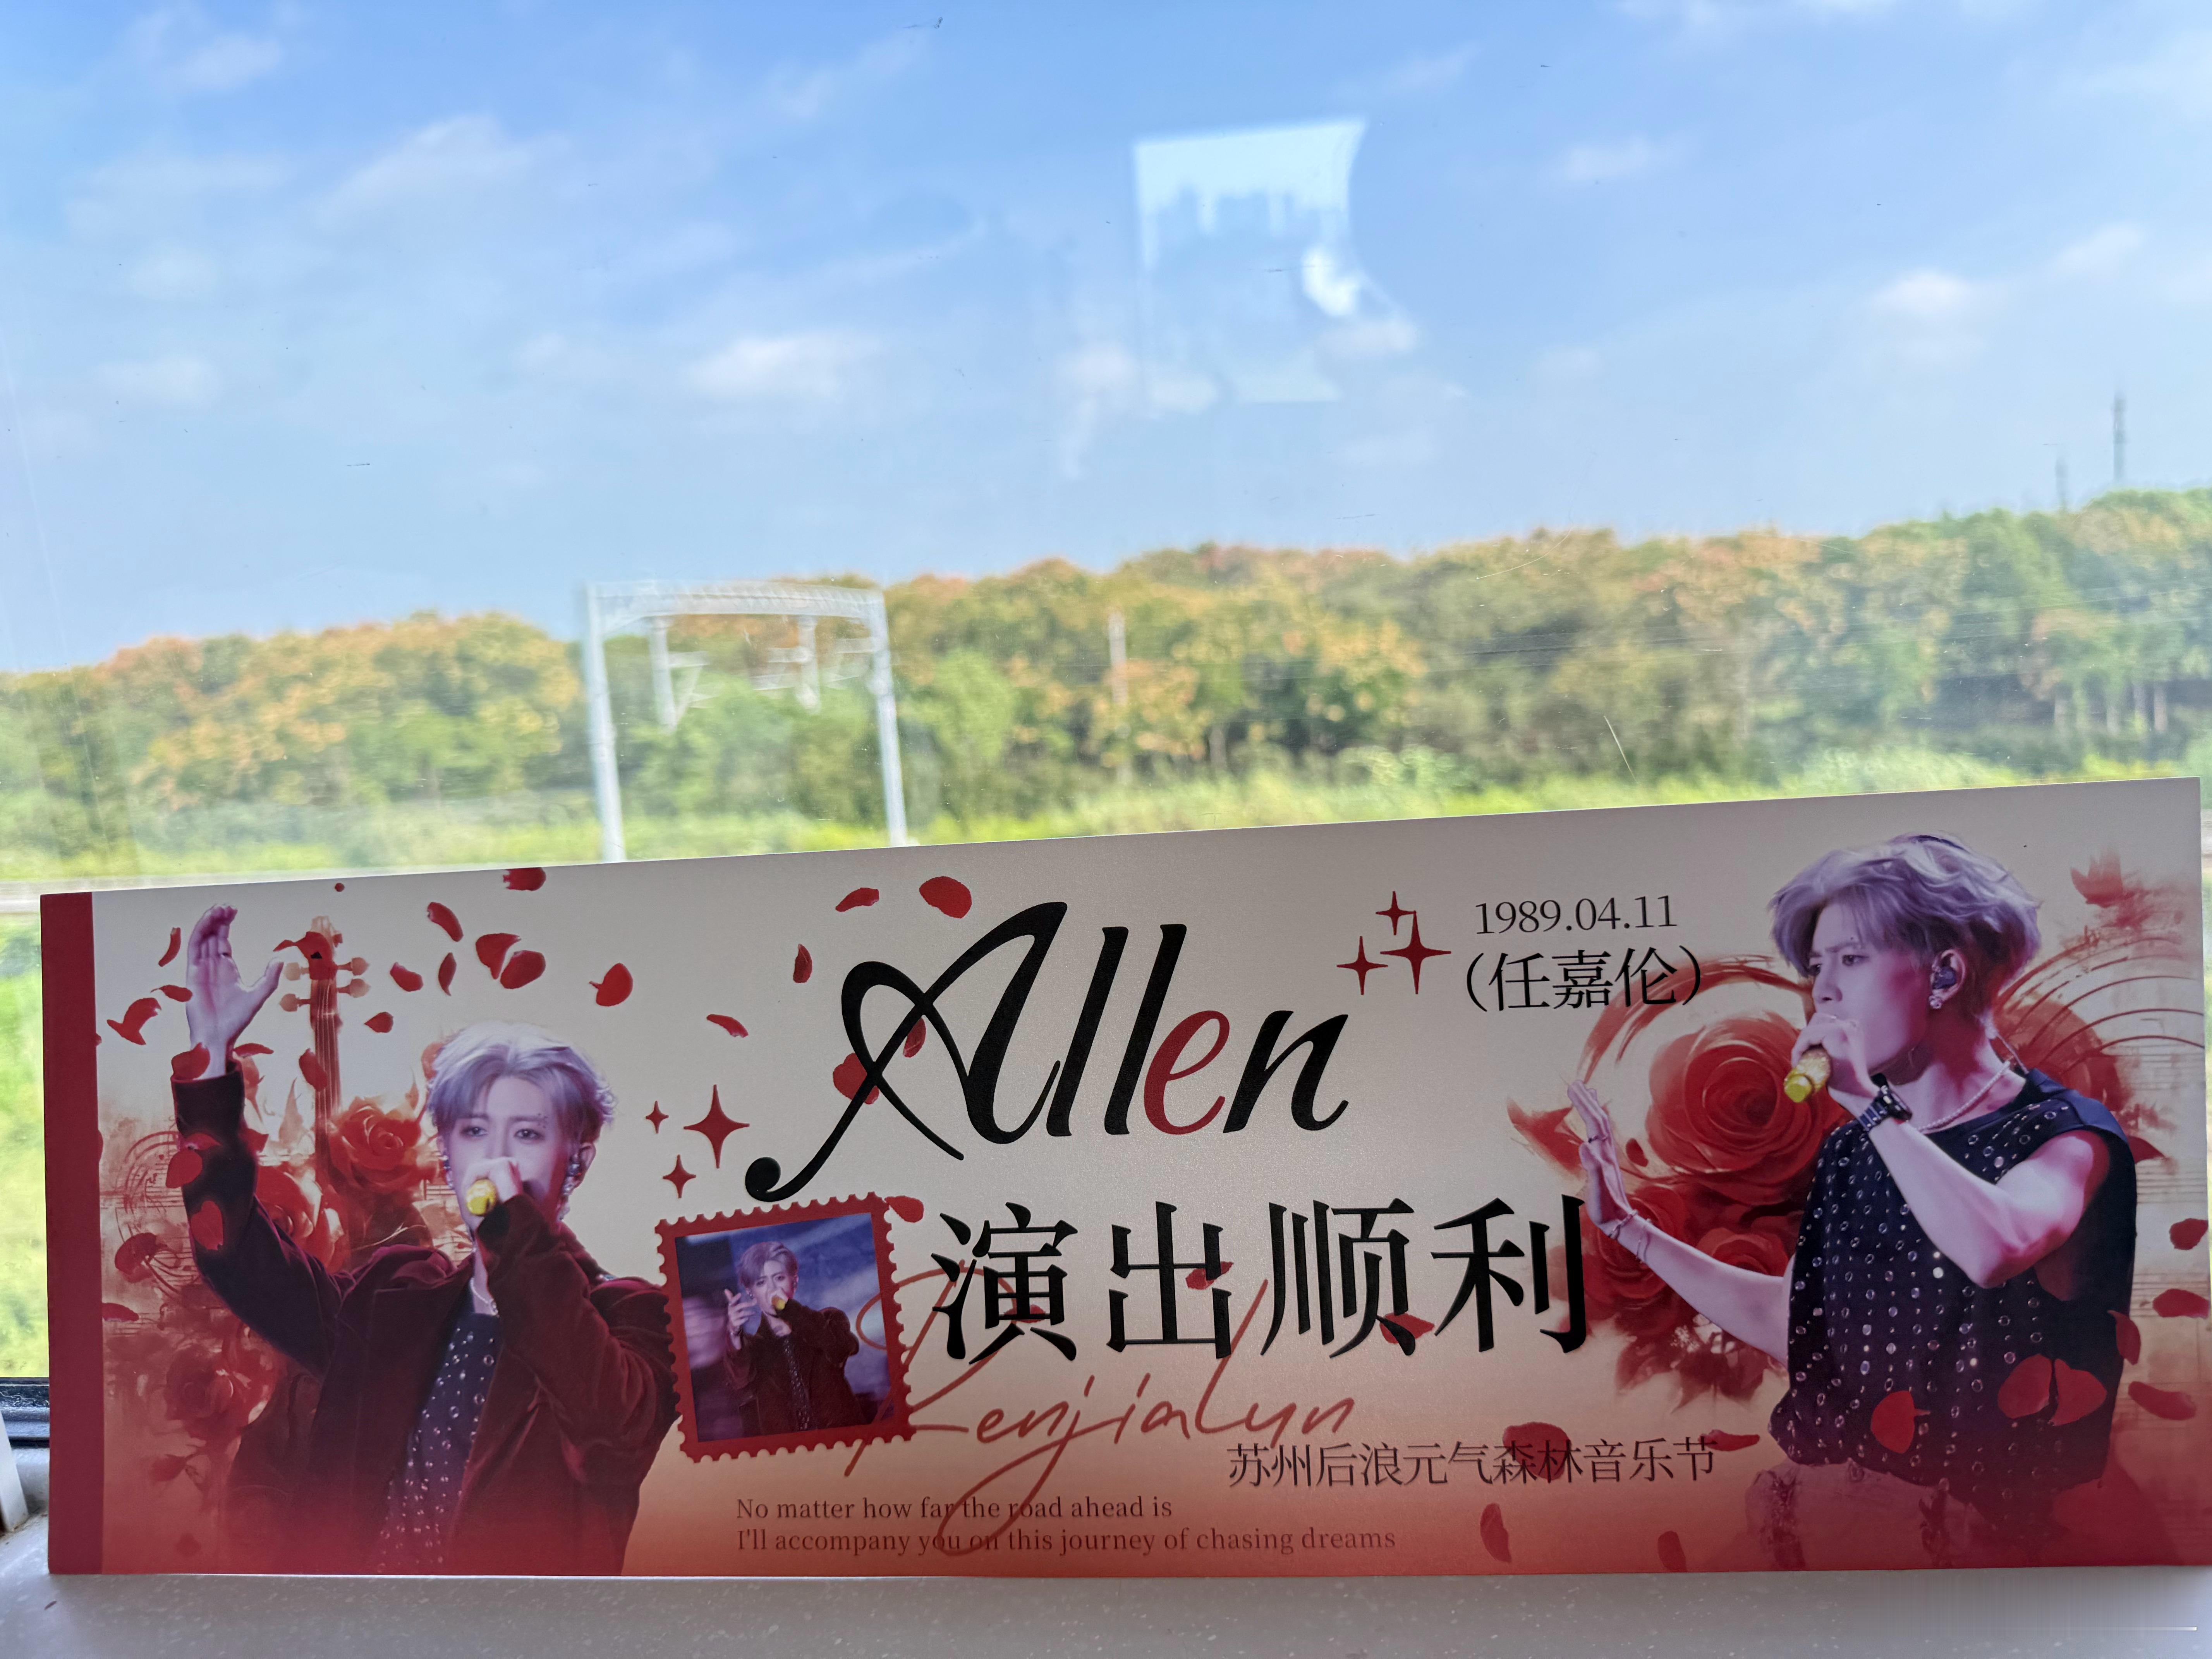 Allen
1989.04.11
（任嘉伦）
演出顺利
Renjialun
苏州后浪元气森林音乐节
No matter how far the road ahead is
I'll accompany you on this journey of chasing dreams